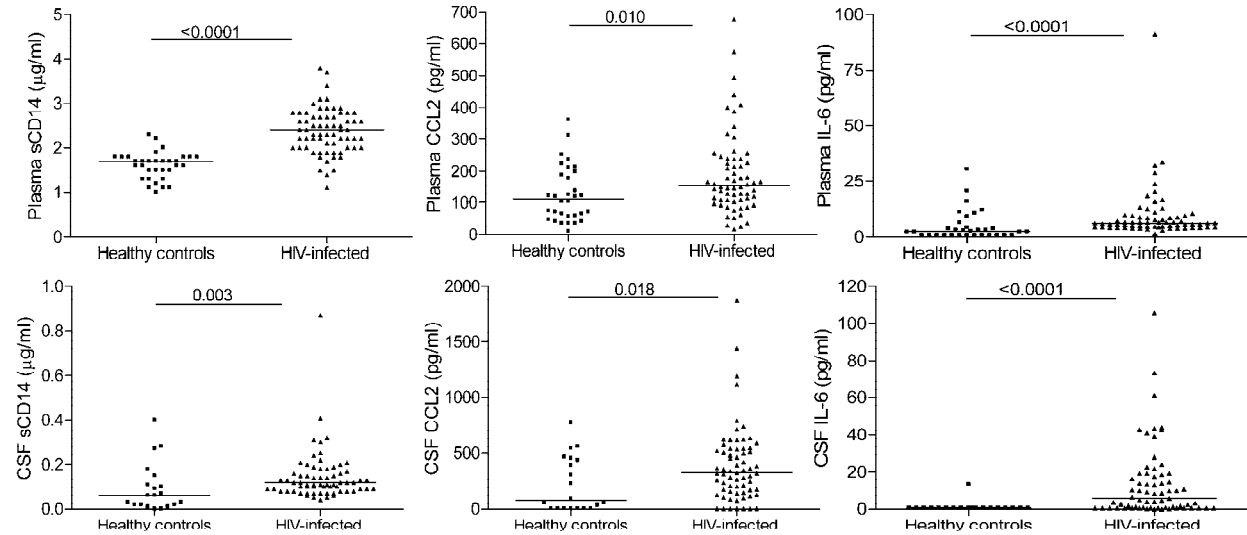 Plasma sCD14 (μg/ml)
5
4
3
2
1
0
<0.0001
Healthy controls
HIV-infected
Plasma CCL2 (pg/ml)
700
600
500
400
300
200
100
0
0.010
Healthy controls
HIV-infected
Plasma IL-6 (pg/ml)
100
75
50
25
0
<0.0001
Healthy controls
HIV-infected
CSF sCD14 (μg/ml)
1.0
0.8
0.6
0.4
0.2
0.0
0.003
Healthy controls
HIV-infected
CSF CCL2 (pg/ml)
2000
1500
1000
500
0
0.018
Healthy controls
HIV-infected
CSF IL-6 (pg/ml)
120
100
80
60
40
20
0
<0.0001
Healthy controls
HIV-infected